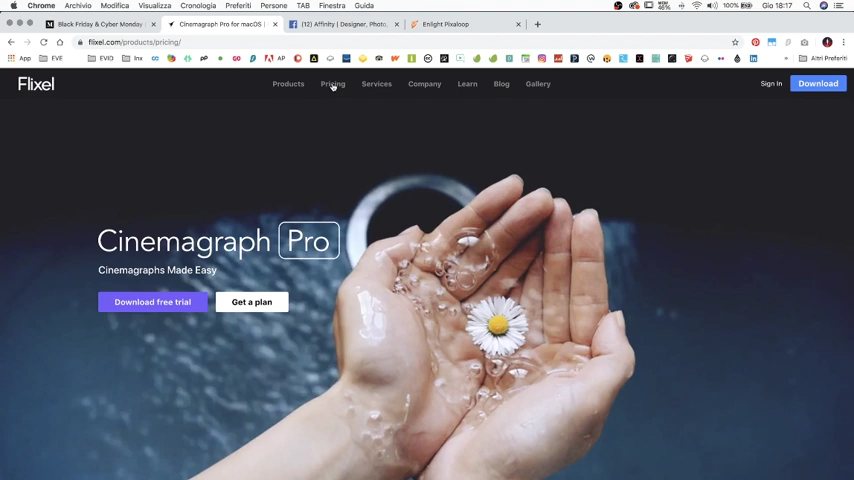 Chrome Archivio Modifica Visualizza Cronologia Preferiti Persone TAB Finestra Guida 100% Gio 18:17
Black Friday & Cyber Monday
Cinemagraph Pro for macOS |
(12) Affinity | Designer, Photo,
Enlight Pixaloop
flixel.com/products/pricing/
App EVE EVIO Inx AP Altri Preferiti
Flixel Products Pricing Services Company Learn Blog Gallery Sign In Download
Cinemagraph Pro
Cinemagraphs Made Easy
Download free trial Get a plan